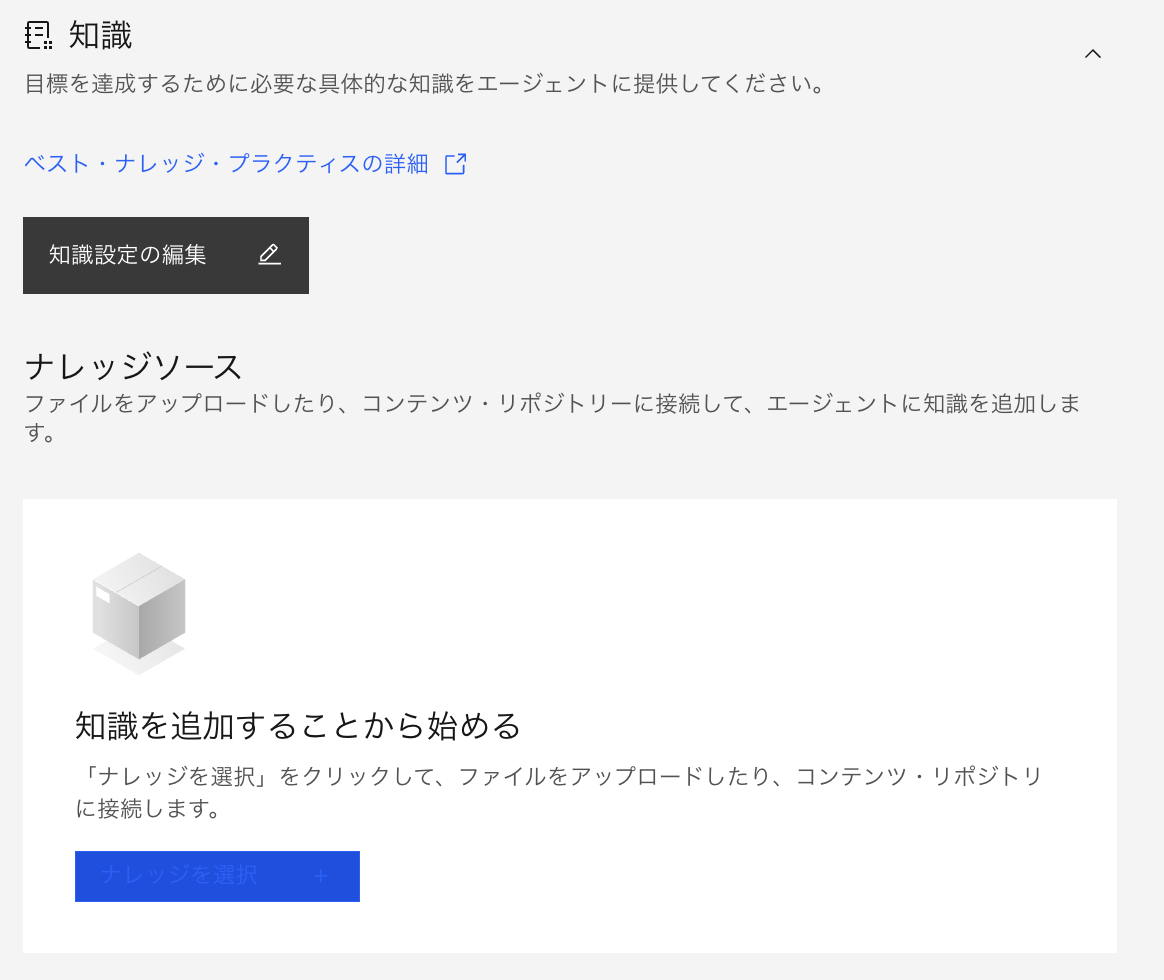 知識
目標を達成するために必要な具体的な知識をエージェントに提供してください。
ベスト・ナレッジ・プラクティスの詳細
知識設定の編集
ナレッジソース
ファイルをアップロードしたり、コンテンツ・リポジトリーに接続して、エージェントに知識を追加しま
す。
知識を追加することから始める
「ナレッジを選択」をクリックして、ファイルをアップロードしたり、コンテンツ・リポジトリ
に接続します。
ナレッジを選択 +